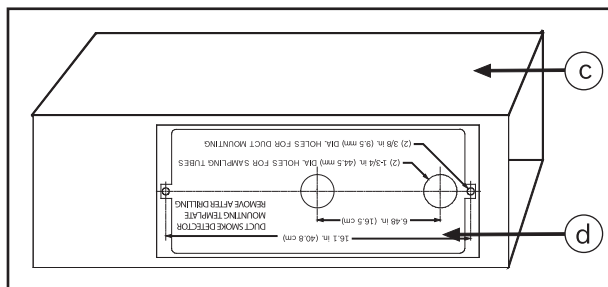 c
(2) 3/8 in. (9.5 mm) DIA. HOLES FOR DUCT MOUNTING
(2) 1-3/4 in. (44.5 mm) DIA. HOLES FOR SAMPLING TUBES
DUCT SMOKE DETECTOR
MOUNTING TEMPLATE
REMOVE AFTER DRILLING
6.48 in. (16.5 cm)
16.1 in. (40.8 cm)
d